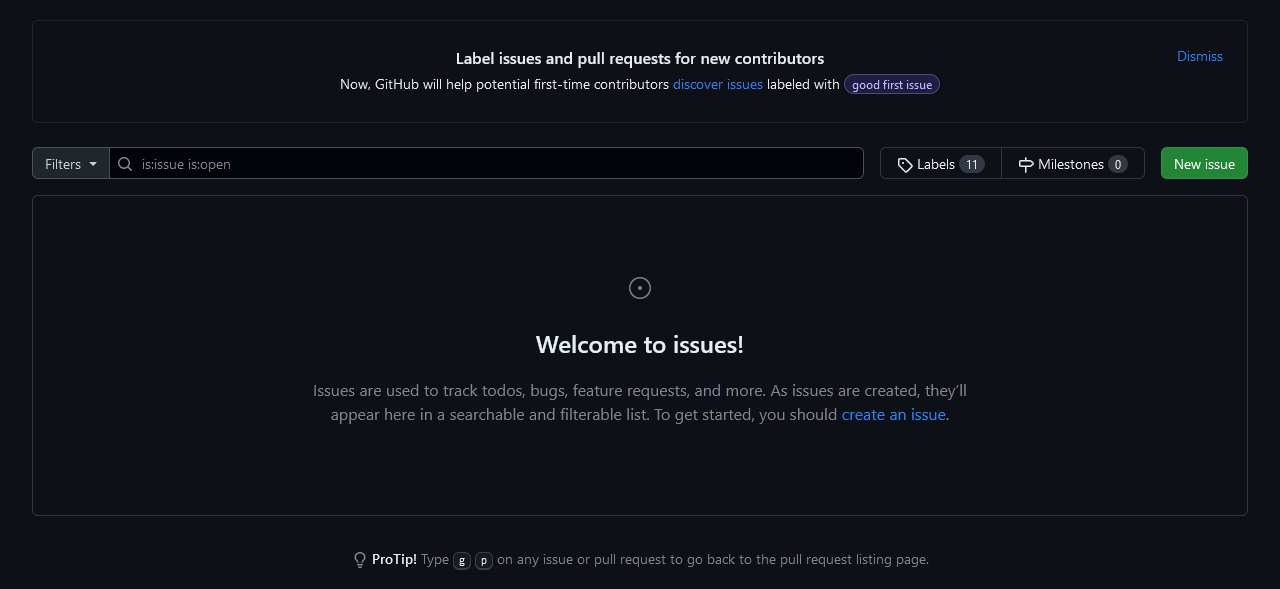 Label issues and pull requests for new contributors
Dismiss
Now, GitHub will help potential first-time contributors discover issues labeled with good first issue
Filters
is:issue is:open
Labels 11
Milestones 0
New issue
Welcome to issues!
Issues are used to track todos, bugs, feature requests, and more. As issues are created, they’ll
appear here in a searchable and filterable list. To get started, you should create an issue.
ProTip! Type g p on any issue or pull request to go back to the pull request listing page.